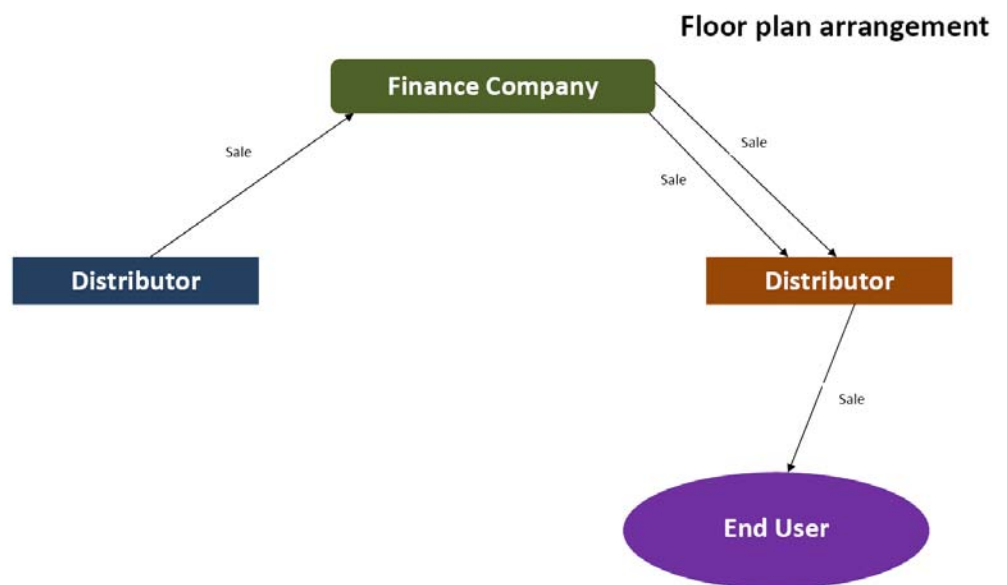 Floor plan arrangement
Finance Company
Sale
Sale
Sale
Distributor
Distributor
Sale
End User